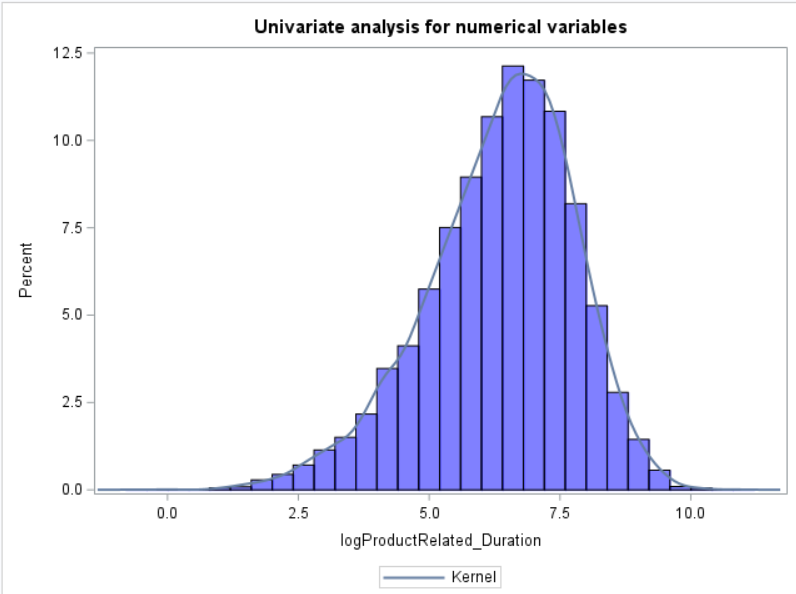 Univariate analysis for numerical variables
12.5
10.0
7.5
5.0
2.5
0.0
Percent
0.0 2.5 5.0 7.5 10.0
logProductRelated_Duration
Kernel